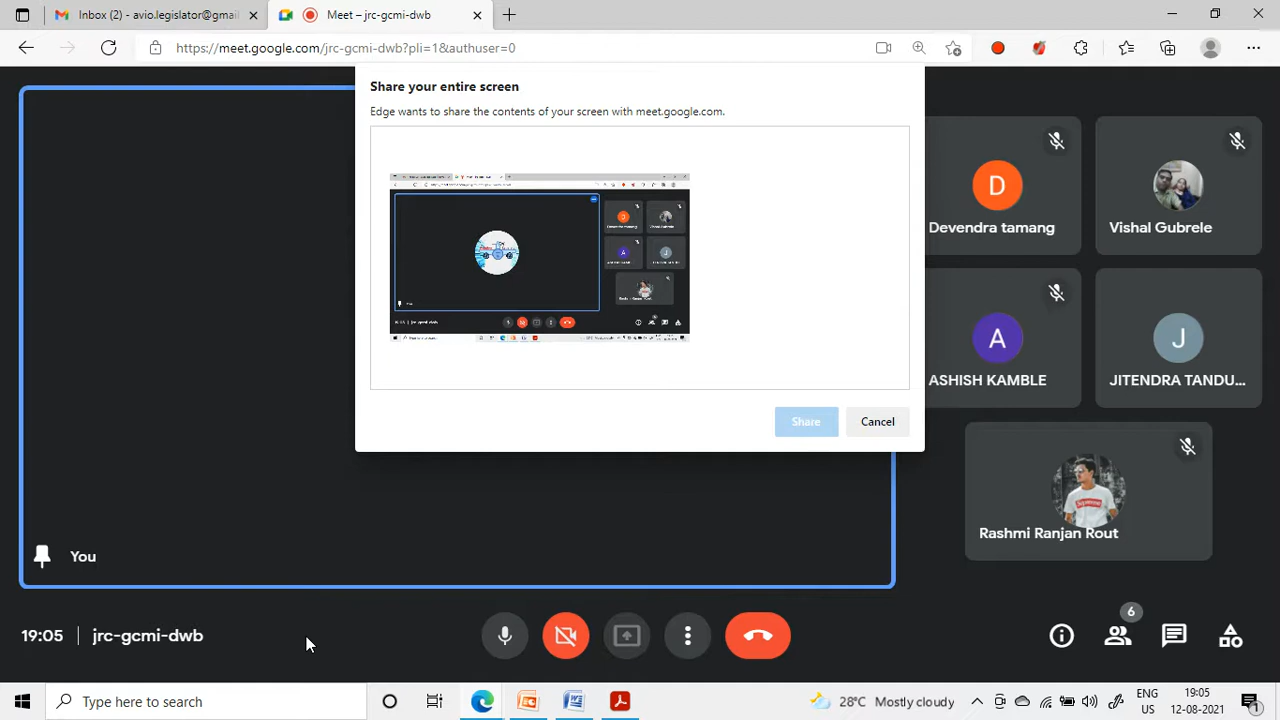 Inbox (2) - avio.legislator@gmail
Meet – jrc-gcmi-dwb
https://meet.google.com/jrc-gcmi-dwb?pli=1&authuser=0
Share your entire screen
Edge wants to share the contents of your screen with meet.google.com.
Share
Cancel
D
Devendra tamang
Vishal Gubrele
A
ASHISH KAMBLE
J
JITENDRA TANDU...
Rashmi Ranjan Rout
You
19:05
jrc-gcmi-dwb
6
Type here to search
28°C Mostly cloudy
ENG
US
19:05
12-08-2021
1